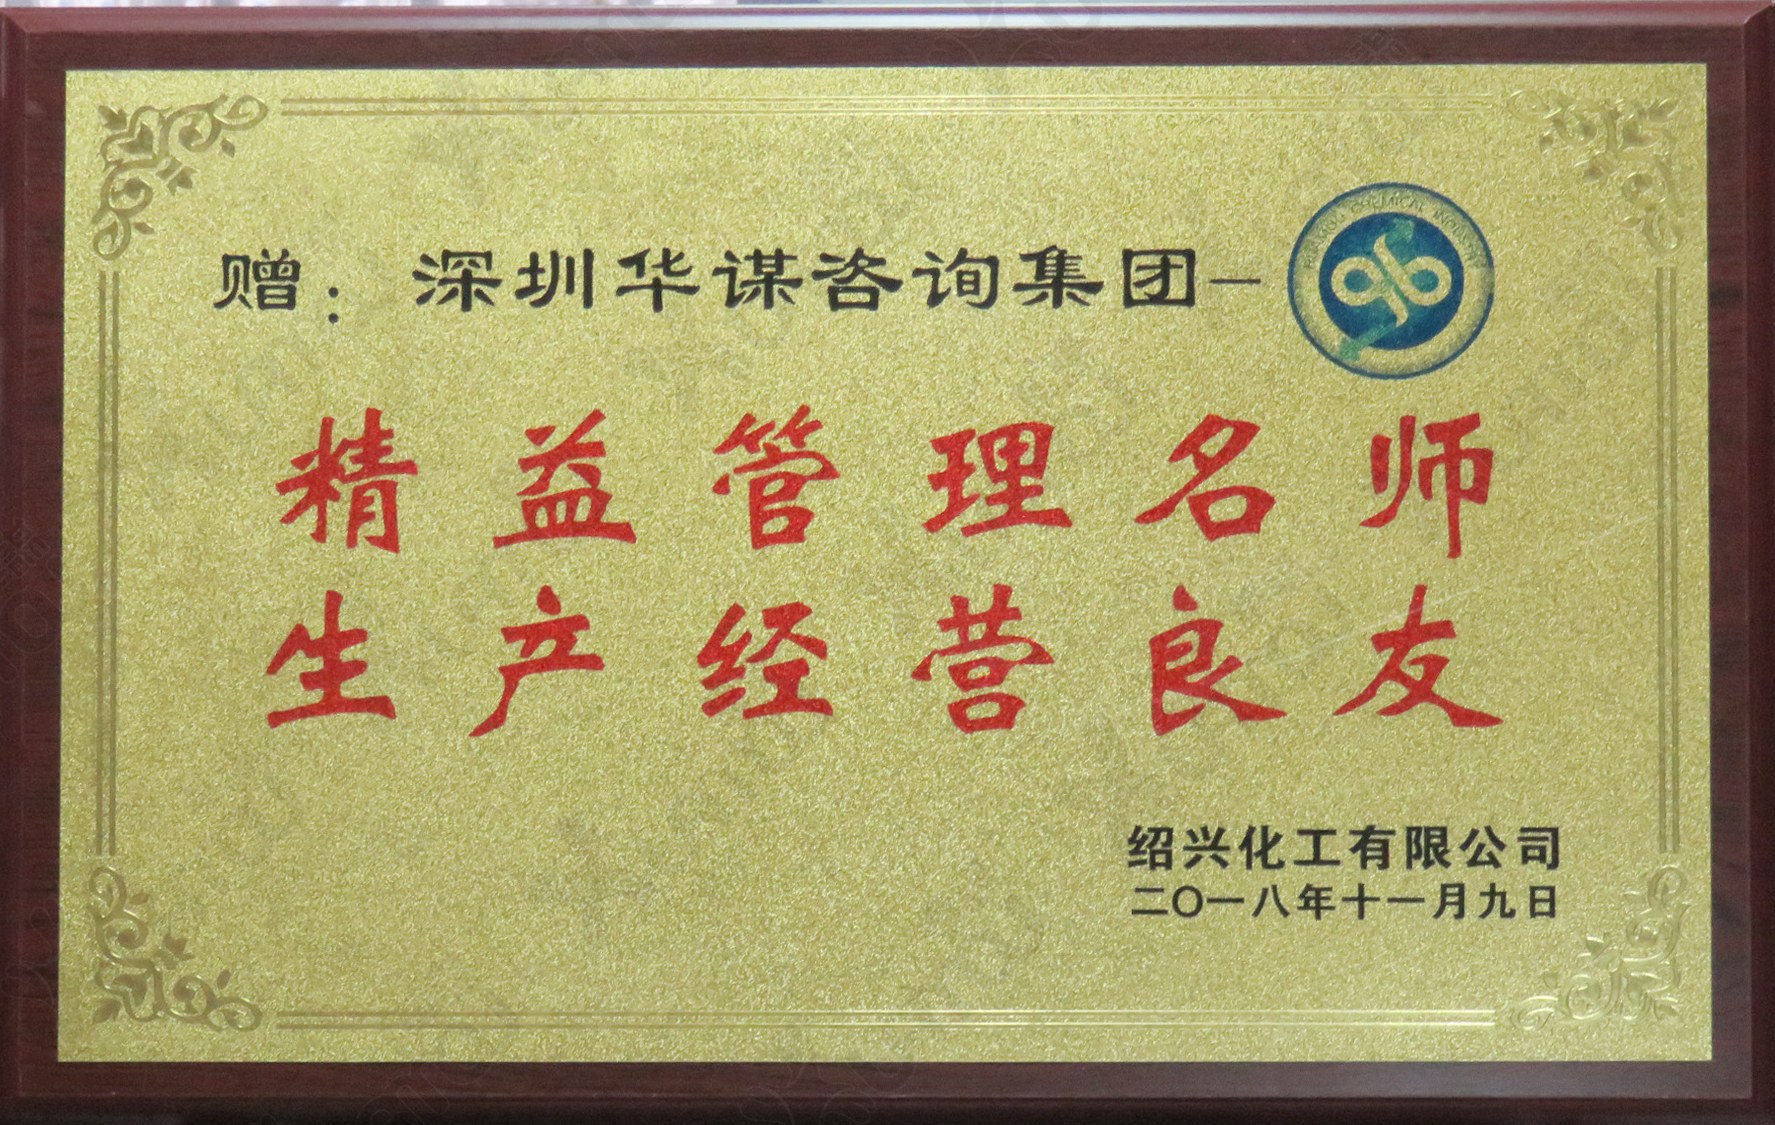 赠：深圳华谋咨询集团－
精益管理名师
生产经营良友
绍兴化工有限公司
二〇一八年十一月九日